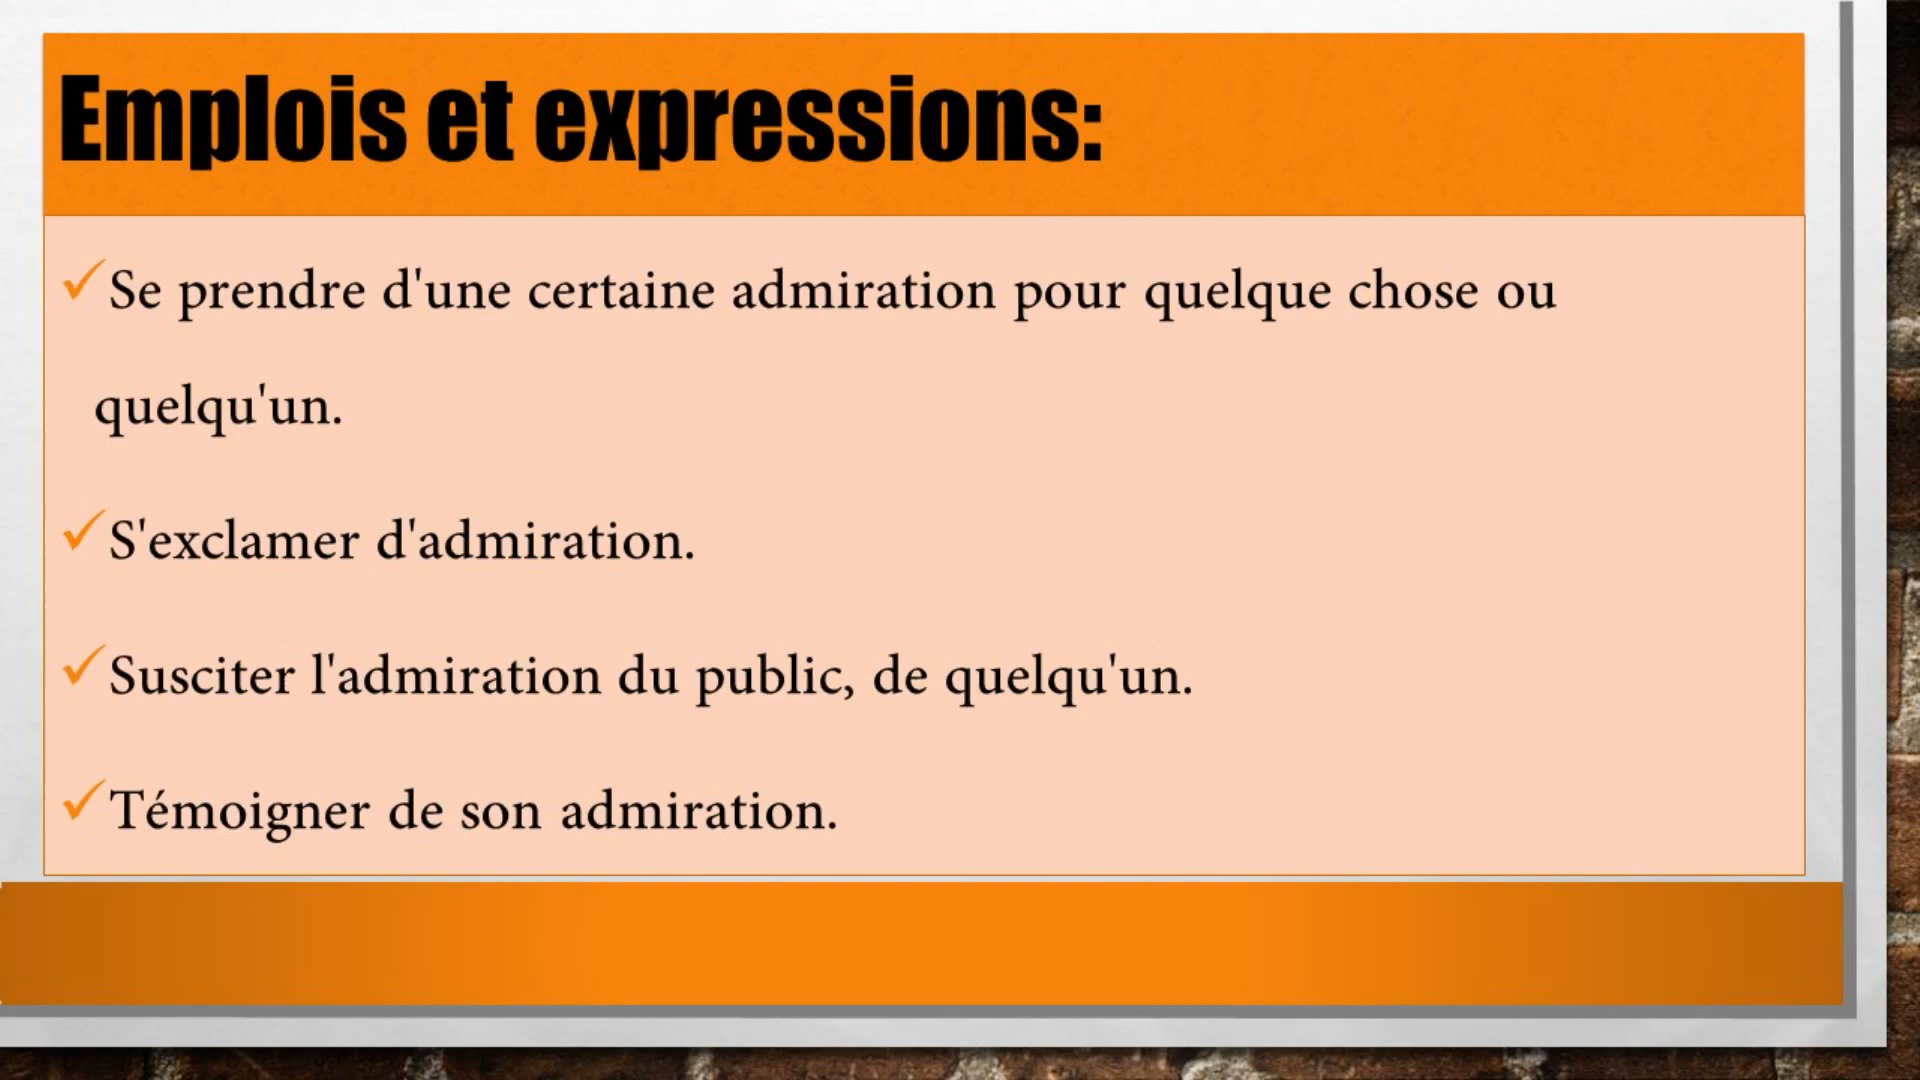 Emplois et expressions:
✓Se prendre d'une certaine admiration pour quelque chose ou
quelqu'un.
✓S'exclamer d'admiration.
✓Susciter l'admiration du public, de quelqu'un.
✓Témoigner de son admiration.